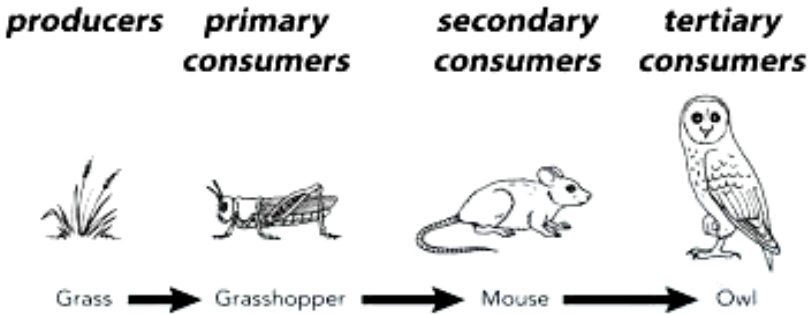 producers primary secondary tertiary
consumers consumers consumers
Grass Grasshopper Mouse Owl